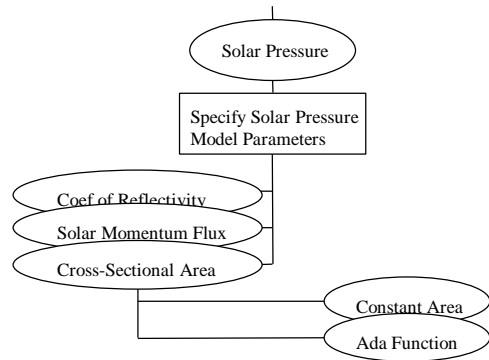 Solar Pressure
Specify Solar Pressure
Model Parameters
Coef of Reflectivity
Solar Momentum Flux
Cross-Sectional Area
Constant Area
Ada Function